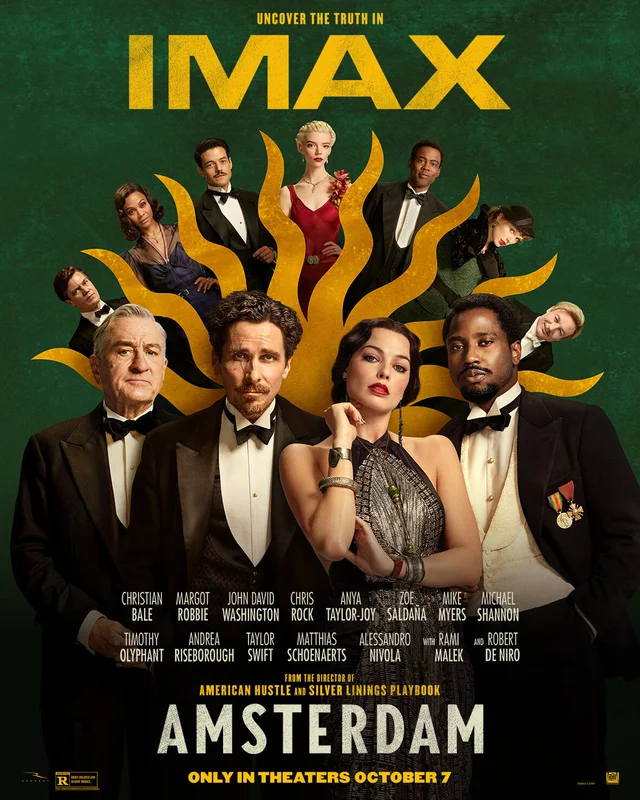 UNCOVER THE TRUTH IN
IMAX
CHRISTIAN BALE MARGOT ROBBIE JOHN DAVID WASHINGTON CHRIS ROCK ANYA TAYLOR-JOY ZOE SALDAÑA MIKE MYERS MICHAEL SHANNON
TIMOTHY OLYPHANT ANDREA RISEBOROUGH TAYLOR SWIFT MATTHIAS SCHOENAERTS ALESSANDRO NIVOLA WITH RAMI MALEK AND ROBERT DE NIRO
FROM THE DIRECTOR OF
AMERICAN HUSTLE AND SILVER LININGS PLAYBOOK
AMSTERDAM
R
ONLY IN THEATERS OCTOBER 7